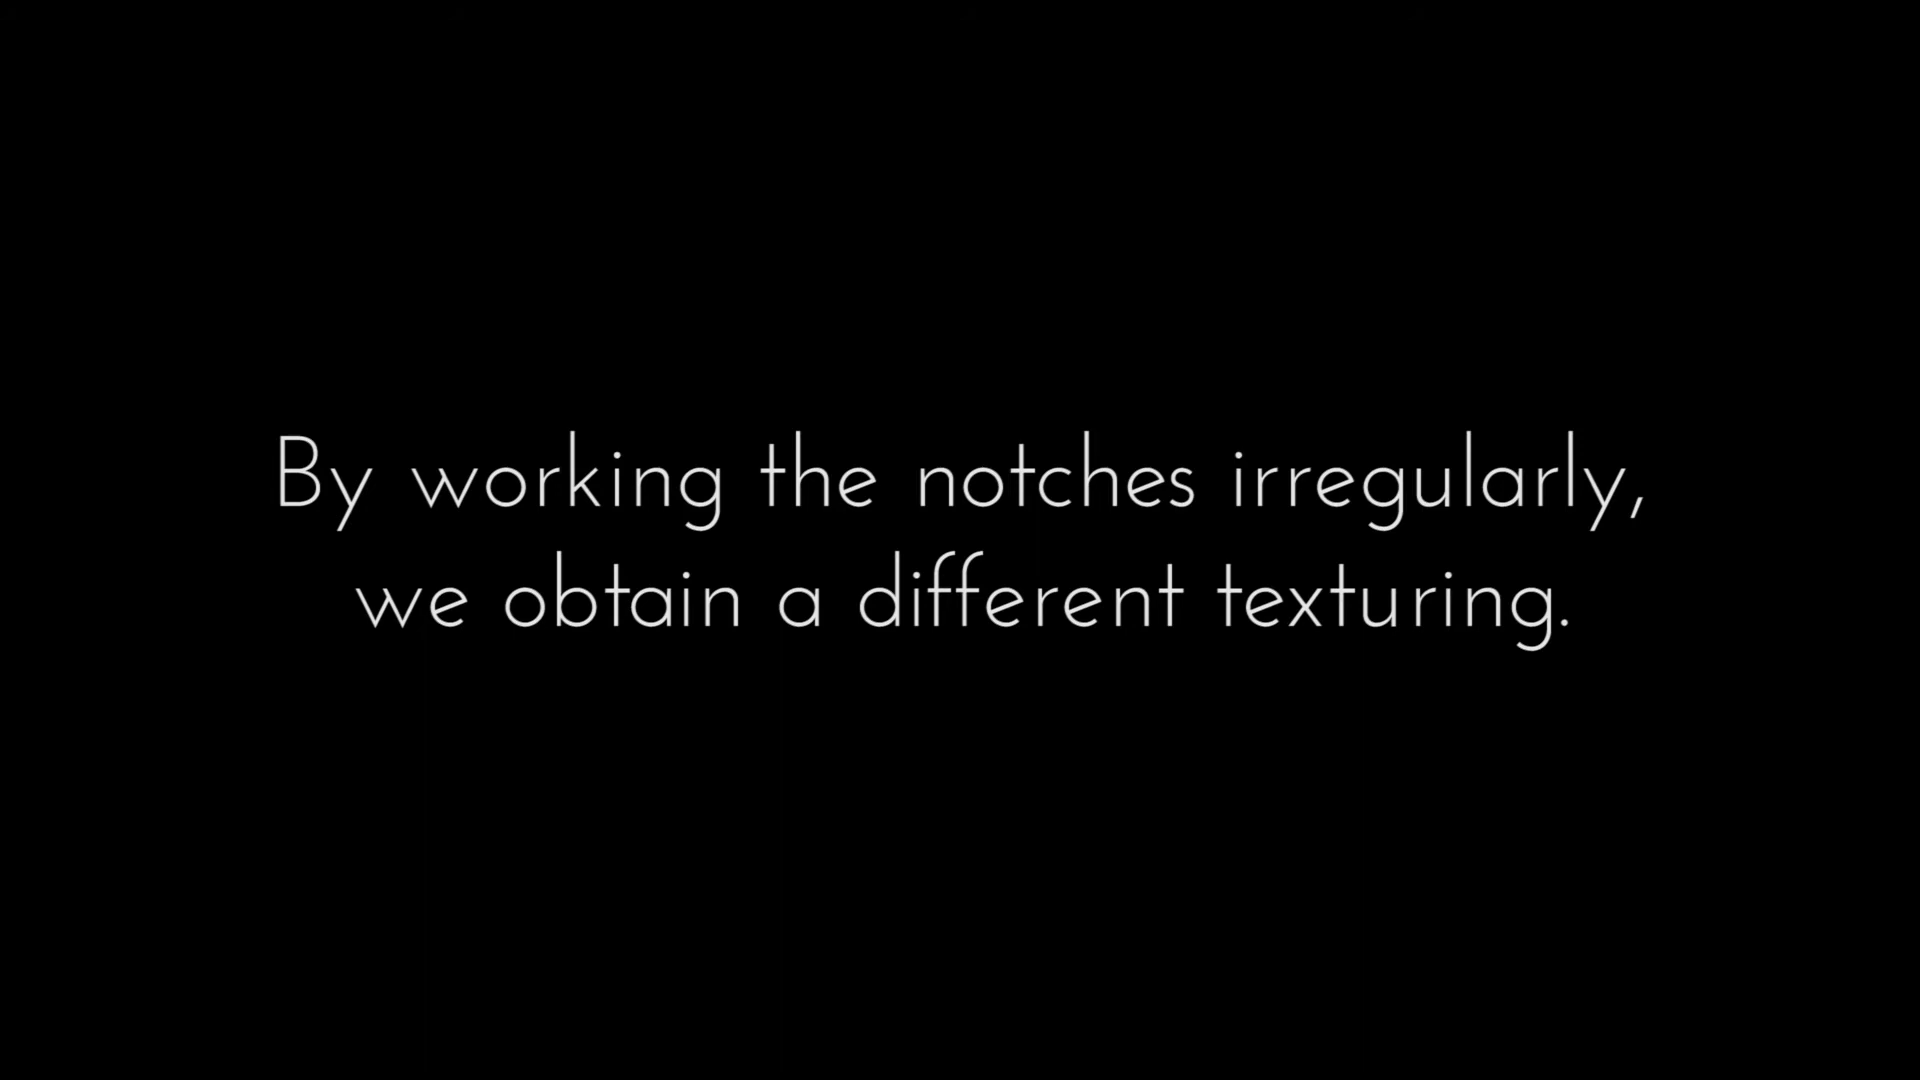 By working the notches irregularly,
we obtain a different texturing.